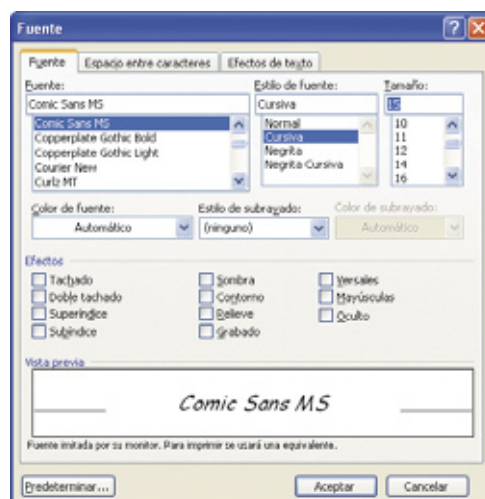 Fuente
Fuente Espacio entre caracteres Efectos de texto
Fuente: Estilo de fuente: Tamaño:
Comic Sans MS Cursiva 15
Comic Sans MS Normal 10
Copperplate Gothic Bold Cursiva 11
Copperplate Gothic Light Negrita 12
Courier New Negrita Cursiva 14
Curlz MT 16
Color de fuente: Estilo de subrayado: Color de subrayado:
Automático (ninguno) Automático
Efectos
Tachado Sombra Versales
Doble tachado Contorno Mayúsculas
Superíndice Relieve Oculto
Subíndice Grabado
Vista previa
Comic Sans MS
Fuente imitada por su monitor. Para imprimir se usará una equivalente.
Predeterminar... Aceptar Cancelar